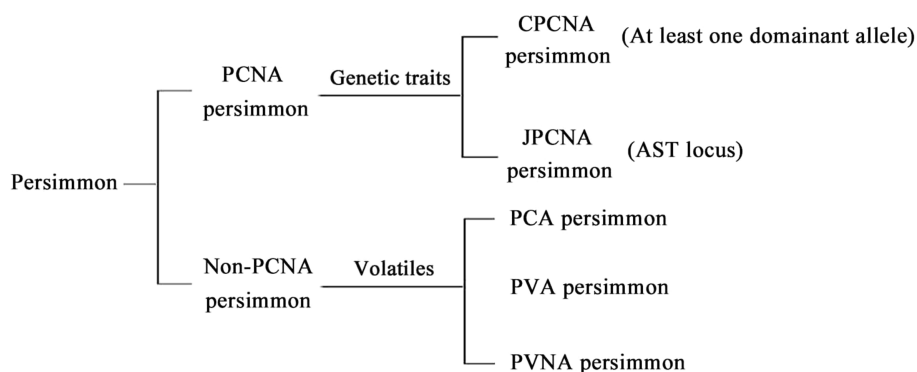 CPCNA
persimmon
(At least one domainant allele)
PCNA
persimmon
Genetic traits
JPCNA
persimmon
(AST locus)
Persimmon
PCA persimmon
Non-PCNA
persimmon
Volatiles
PVA persimmon
PVNA persimmon